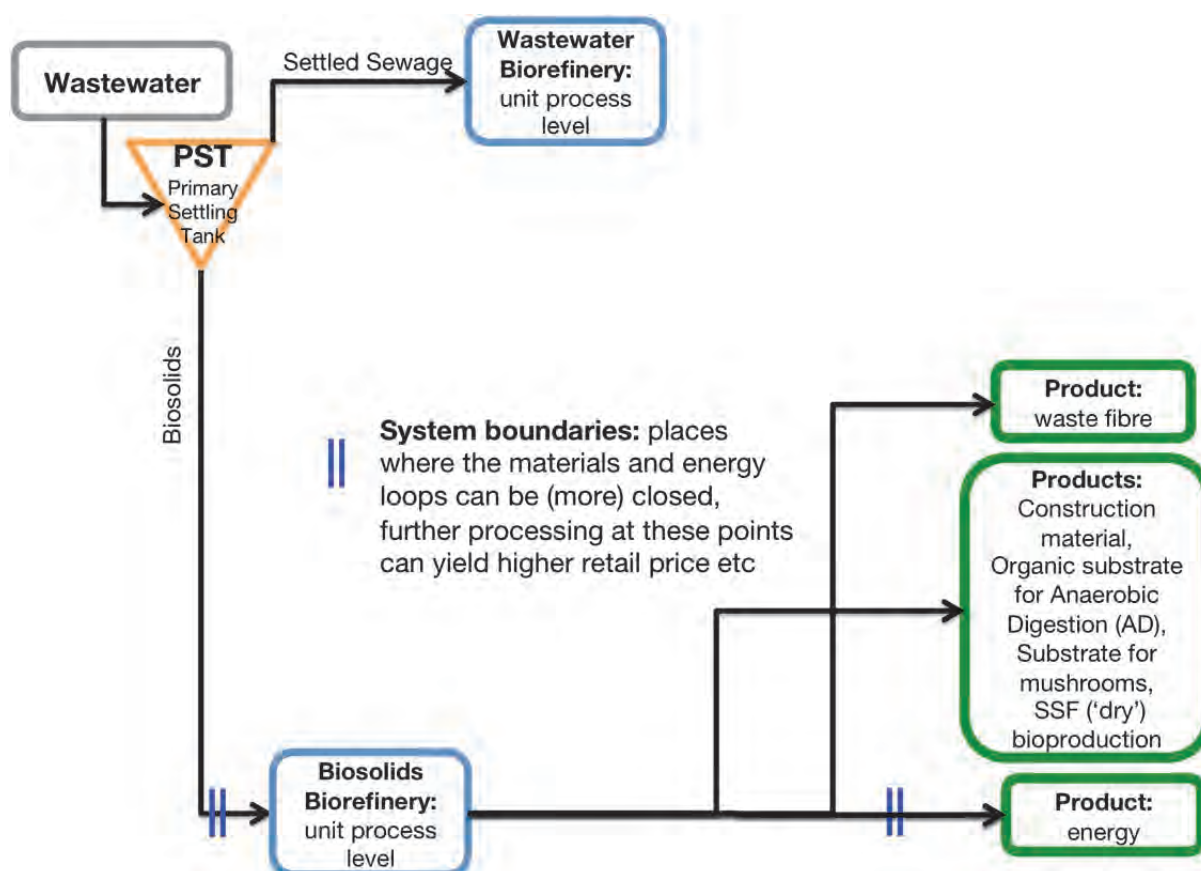 Wastewater
Settled Sewage
Wastewater
Biorefinery:
unit process
level
PST
Primary
Settling
Tank
Biosolids
System boundaries: places
where the materials and energy
loops can be (more) closed,
further processing at these points
can yield higher retail price etc
Product:
waste fibre
Products:
Construction
material,
Organic substrate
for Anaerobic
Digestion (AD),
Substrate for
mushrooms,
SSF (‘dry’)
bioproduction
Biosolids
Biorefinery:
unit process
level
Product:
energy